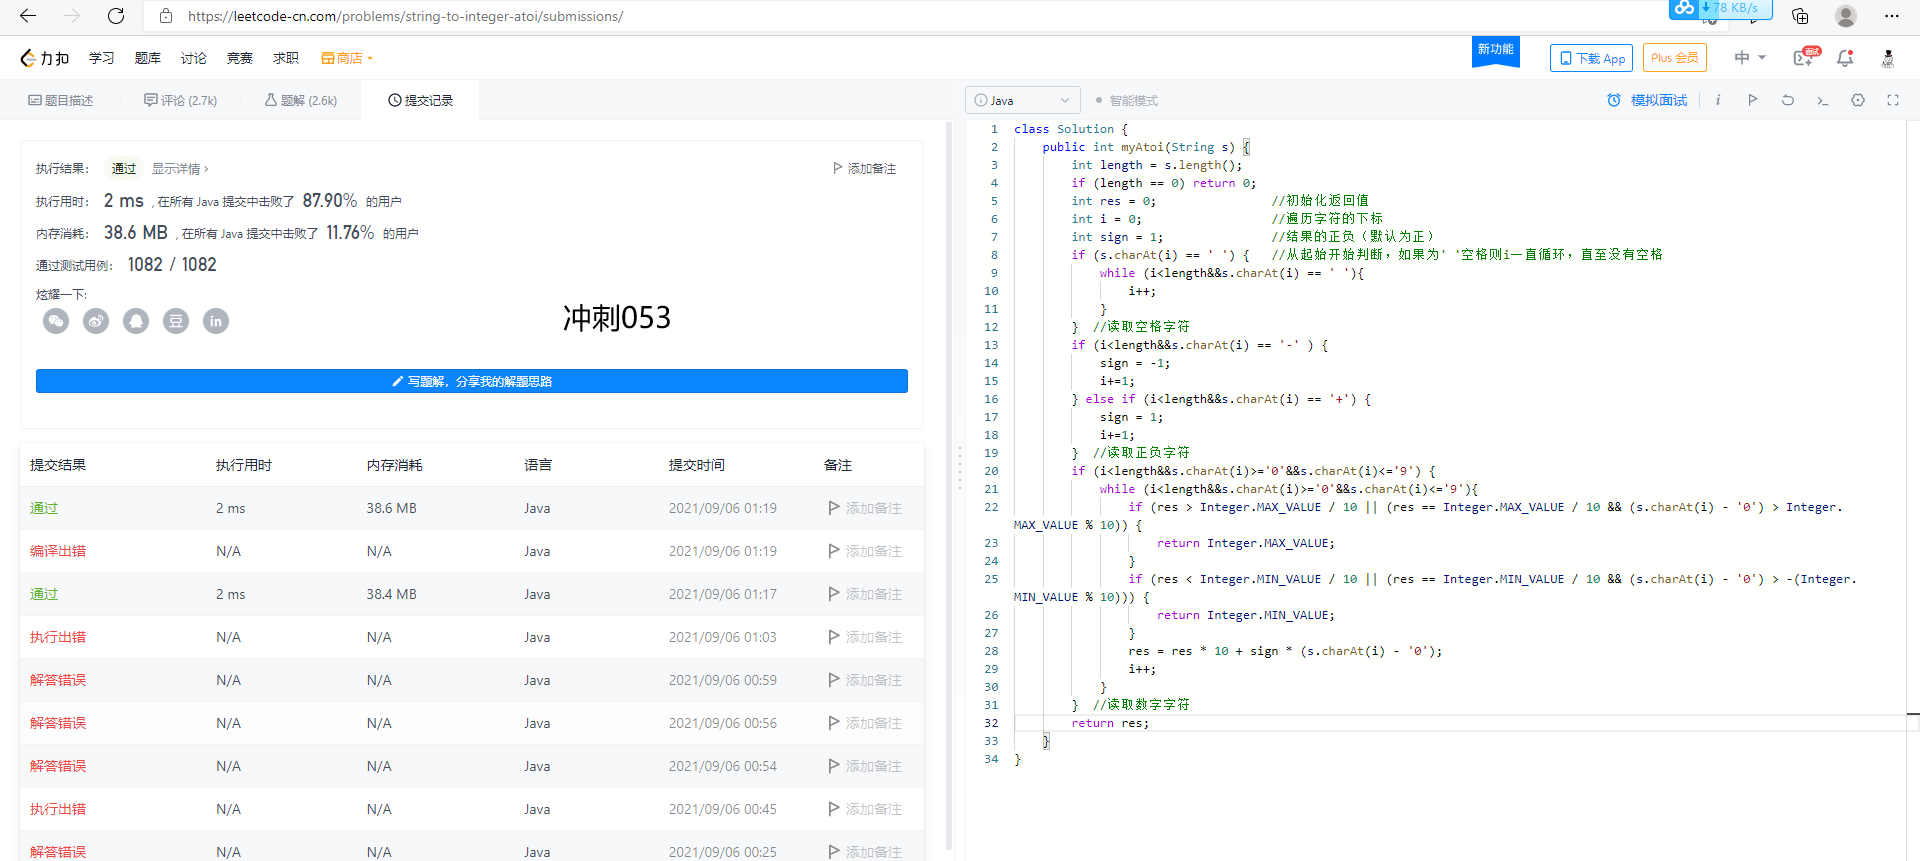 https://leetcode-cn.com/problems/string-to-integer-atoi/submissions/
78 KB/s
力扣 学习 题库 讨论 竞赛 求职 商店 新功能 下载 App Plus 会员 中 面试
题目描述 评论 (2.7k) 题解 (2.6k) 提交记录
执行结果: 通过 显示详情 › 添加备注
执行用时: 2 ms , 在所有 Java 提交中击败了 87.90% 的用户
内存消耗: 38.6 MB , 在所有 Java 提交中击败了 11.76% 的用户
通过测试用例: 1082 / 1082
炫耀一下:
豆 in
冲刺053
写题解, 分享我的解题思路
提交结果 执行用时 内存消耗 语言 提交时间 备注
通过 2 ms 38.6 MB Java 2021/09/06 01:19 添加备注
编译出错 N/A N/A Java 2021/09/06 01:19 添加备注
通过 2 ms 38.4 MB Java 2021/09/06 01:17 添加备注
执行出错 N/A N/A Java 2021/09/06 01:03 添加备注
解答错误 N/A N/A Java 2021/09/06 00:59 添加备注
解答错误 N/A N/A Java 2021/09/06 00:56 添加备注
解答错误 N/A N/A Java 2021/09/06 00:54 添加备注
执行出错 N/A N/A Java 2021/09/06 00:45 添加备注
解答错误 N/A N/A Java 2021/09/06 00:25 添加备注
Java 智能模式 模拟面试
1 class Solution {
2 public int myAtoi(String s) {
3 int length = s.length();
4 if (length == 0) return 0;
5 int res = 0; //初始化返回值
6 int i = 0; //遍历字符的下标
7 int sign = 1; //结果的正负（默认为正）
8 if (s.charAt(i) == ' ') { //从起始开始判断，如果为' '空格则i一直循环，直至没有空格
9 while (i<length&&s.charAt(i) == ' '){
10 i++;
11 }
12 } //读取空格字符
13 if (i<length&&s.charAt(i) == '-' ) {
14 sign = -1;
15 i+=1;
16 } else if (i<length&&s.charAt(i) == '+') {
17 sign = 1;
18 i+=1;
19 } //读取正负字符
20 if (i<length&&s.charAt(i)>='0'&&s.charAt(i)<='9') {
21 while (i<length&&s.charAt(i)>='0'&&s.charAt(i)<='9'){
22 if (res > Integer.MAX_VALUE / 10 || (res == Integer.MAX_VALUE / 10 && (s.charAt(i) - '0') > Integer.
MAX_VALUE % 10)) {
23 return Integer.MAX_VALUE;
24 }
25 if (res < Integer.MIN_VALUE / 10 || (res == Integer.MIN_VALUE / 10 && (s.charAt(i) - '0') > -(Integer.
MIN_VALUE % 10))) {
26 return Integer.MIN_VALUE;
27 }
28 res = res * 10 + sign * (s.charAt(i) - '0');
29 i++;
30 }
31 } //读取数字字符
32 return res;
33 }
34 }